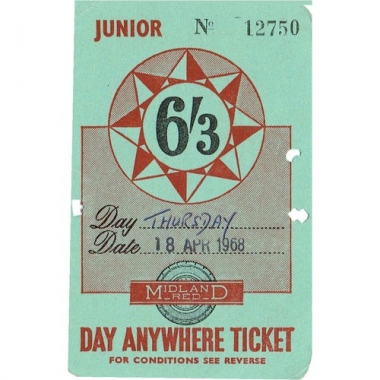 JUNIOR Nº 12750
6/3
Day THURSDAY
Date 18 APR 1968
MIDLAND
RED
DAY ANYWHERE TICKET
FOR CONDITIONS SEE REVERSE